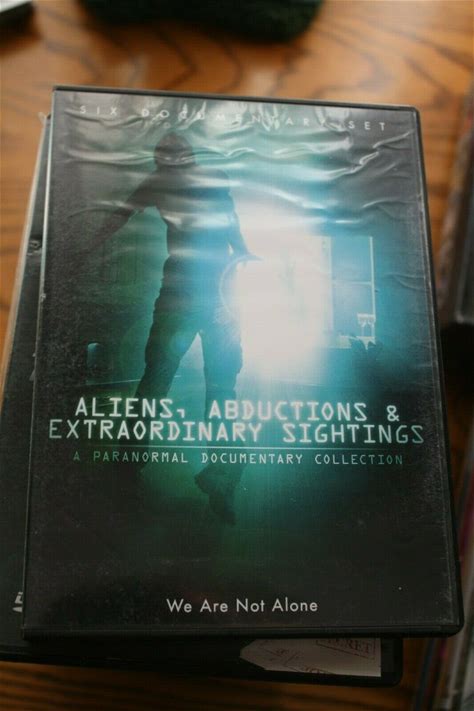 SIX DOCUMENTARY SET
ALIENS, ABDUCTIONS &
EXTRAORDINARY SIGHTINGS
A PARANORMAL DOCUMENTARY COLLECTION
We Are Not Alone